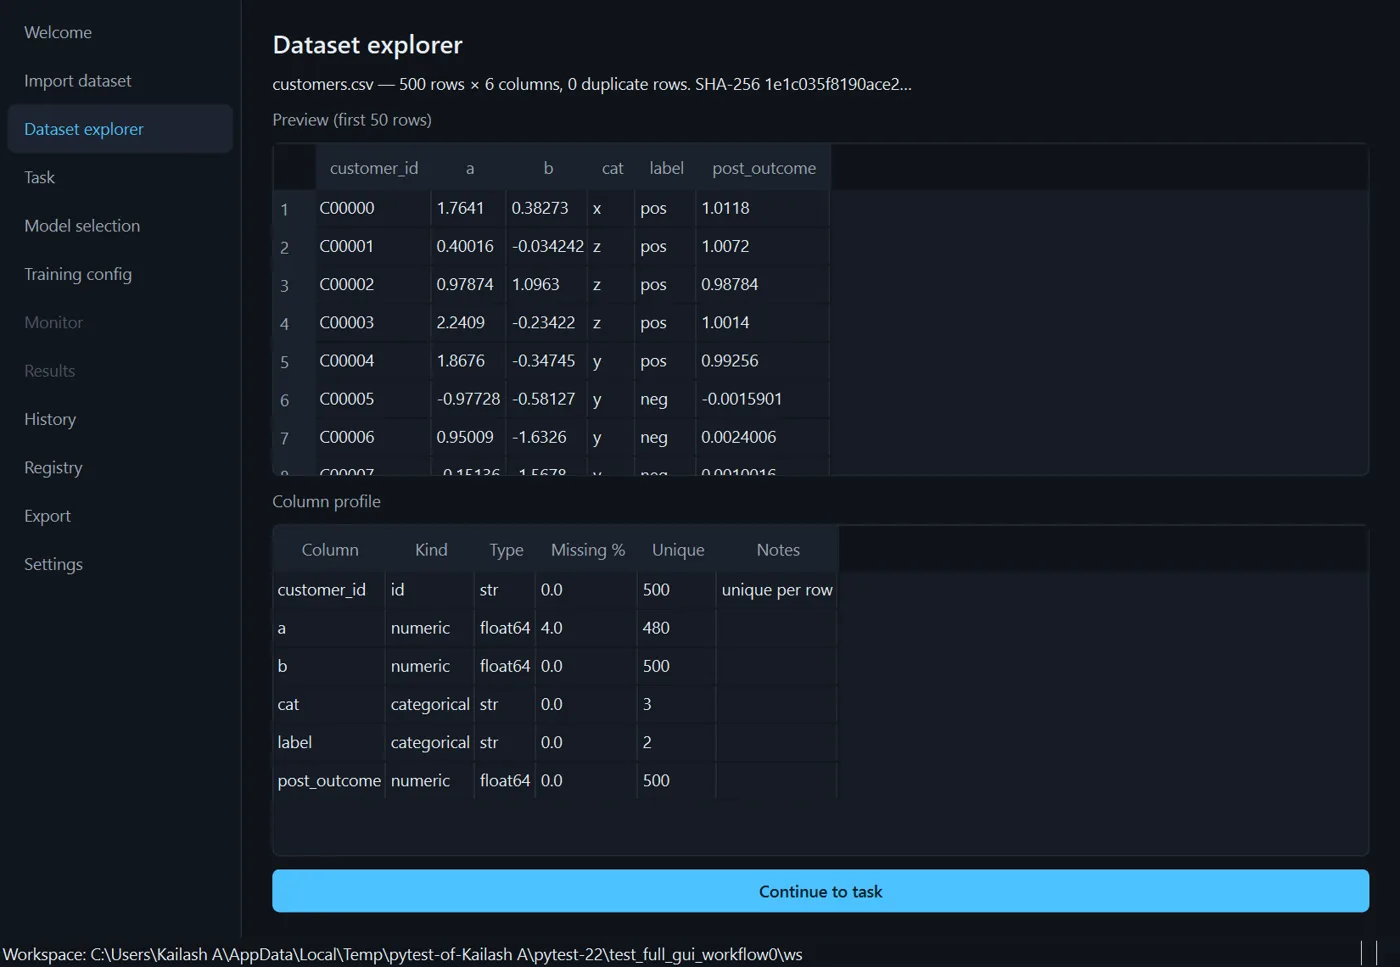 Welcome
Import dataset
Dataset explorer
Task
Model selection
Training config
Monitor
Results
History
Registry
Export
Settings
Dataset explorer
customers.csv — 500 rows × 6 columns, 0 duplicate rows. SHA-256 1e1c035f8190ace2...
Preview (first 50 rows)
customer_id a b cat label post_outcome
1 C00000 1.7641 0.38273 x pos 1.0118
2 C00001 0.40016 -0.034242 z pos 1.0072
3 C00002 0.97874 1.0963 z pos 0.98784
4 C00003 2.2409 -0.23422 z pos 1.0014
5 C00004 1.8676 -0.34745 y pos 0.99256
6 C00005 -0.97728 -0.58127 y neg -0.0015901
7 C00006 0.95009 -1.6326 y neg 0.0024006
8 C00007 neg
Column profile
Column Kind Type Missing % Unique Notes
customer_id id str 0.0 500 unique per row
a numeric float64 4.0 480
b numeric float64 0.0 500
cat categorical str 0.0 3
label categorical str 0.0 2
post_outcome numeric float64 0.0 500
Continue to task
Workspace: C:\Users\Kailash A\AppData\Local\Temp\pytest-of-Kailash A\pytest-22\test_full_gui_workflow0\ws